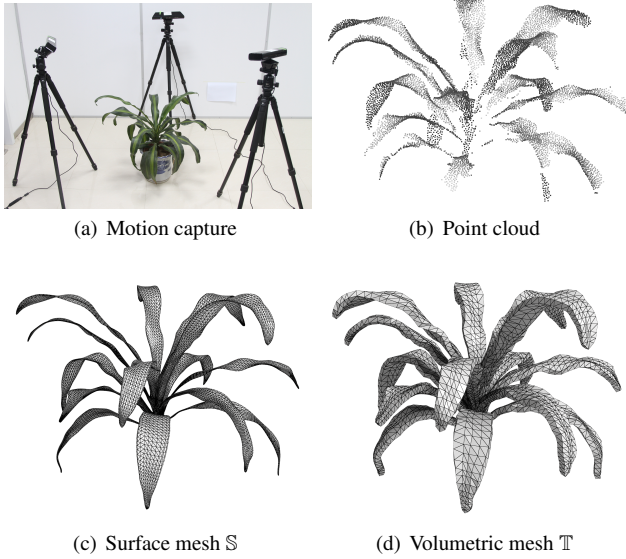 (a) Motion capture
(b) Point cloud
(c) Surface mesh 𝕊
(d) Volumetric mesh 𝕋